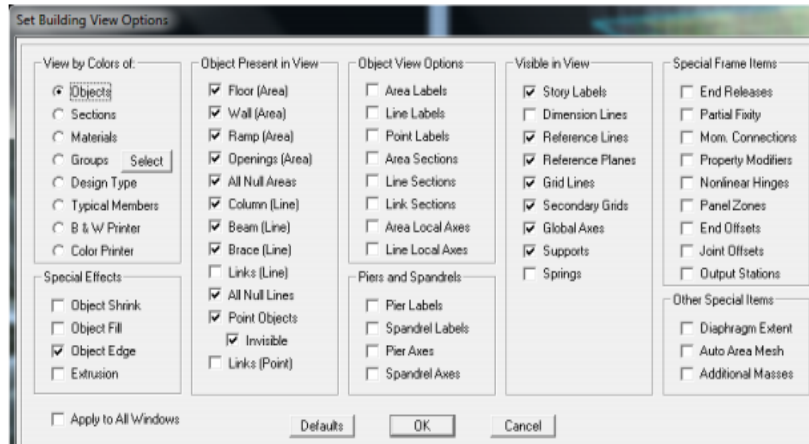 Set Building View Options
View by Colors of:
Objects
Sections
Materials
Groups Select
Design Type
Typical Members
B & W Printer
Color Printer
Special Effects
Object Shrink
Object Fill
Object Edge
Extrusion
Apply to All Windows
Object Present in View
Floor (Area)
Wall (Area)
Ramp (Area)
Openings (Area)
All Null Areas
Column (Line)
Beam (Line)
Brace (Line)
Links (Line)
All Null Lines
Point Objects
Invisible
Links (Point)
Object View Options
Area Labels
Line Labels
Point Labels
Area Sections
Line Sections
Link Sections
Area Local Axes
Line Local Axes
Piers and Spandrels
Pier Labels
Spandrel Labels
Pier Axes
Spandrel Axes
Visible in View
Story Labels
Dimension Lines
Reference Lines
Reference Planes
Grid Lines
Secondary Grids
Global Axes
Supports
Springs
Special Frame Items
End Releases
Partial Fixity
Mom. Connections
Property Modifiers
Nonlinear Hinges
Panel Zones
End Offsets
Joint Offsets
Output Stations
Other Special Items
Diaphragm Extent
Auto Area Mesh
Additional Masses
Defaults
OK
Cancel